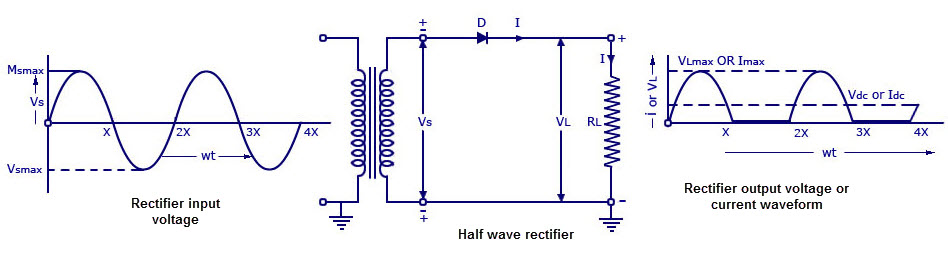 Msmax
Vs
X
2X
3X
4X
wt
Vsmax
Rectifier input
voltage
+
−
D
I
+
I
Vs
VL
RL
−
−
+
Half wave rectifier
VLmax OR Imax
i or VL
Vdc or Idc
X
2X
3X
4X
wt
Rectifier output voltage or
current waveform